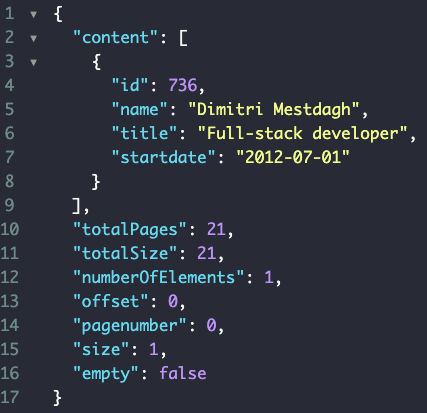 1 {
2 "content": [
3 {
4 "id": 736,
5 "name": "Dimitri Mestdagh",
6 "title": "Full-stack developer",
7 "startdate": "2012-07-01"
8 }
9 ],
10 "totalPages": 21,
11 "totalSize": 21,
12 "numberOfElements": 1,
13 "offset": 0,
14 "pagenumber": 0,
15 "size": 1,
16 "empty": false
17 }